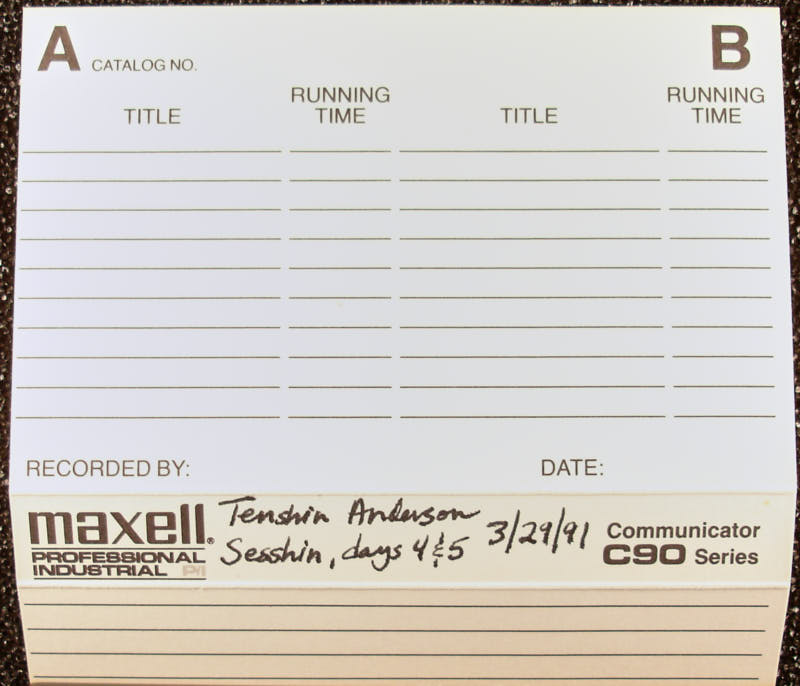 A CATALOG NO. B
TITLE RUNNING TIME TITLE RUNNING TIME
RECORDED BY: DATE:
maxell® Tenshin Anderson 3/29/91 Communicator
PROFESSIONAL Sesshin, days 4 & 5 C90 Series
INDUSTRIAL P/I